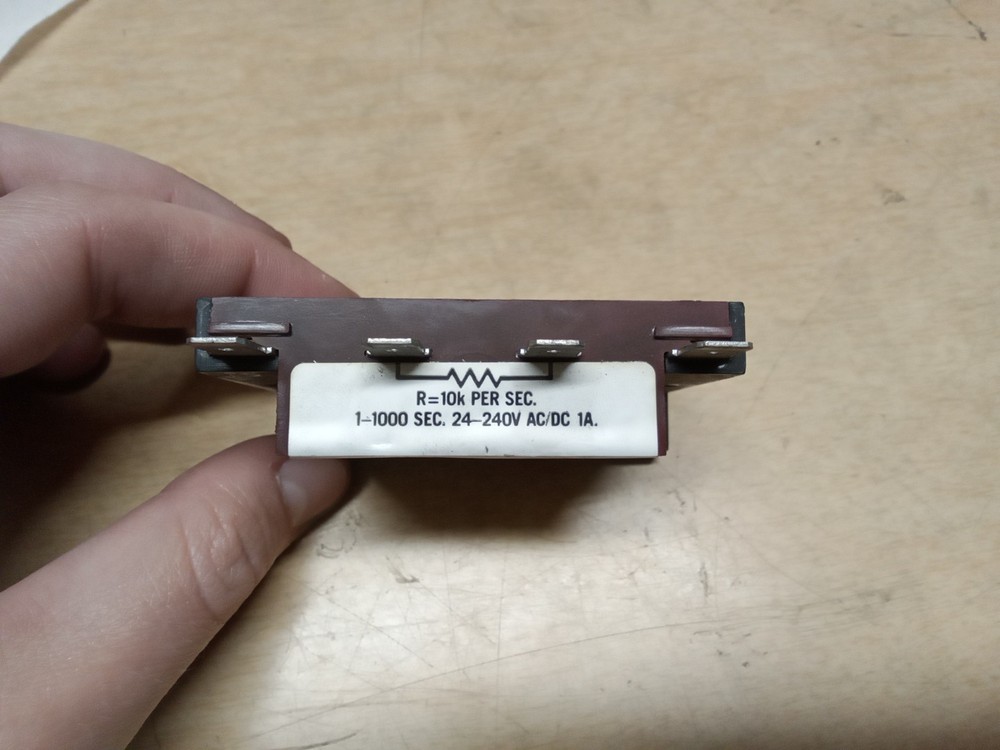 R=10k PER SEC.
1-1000 SEC. 24-240V AC/DC 1A.